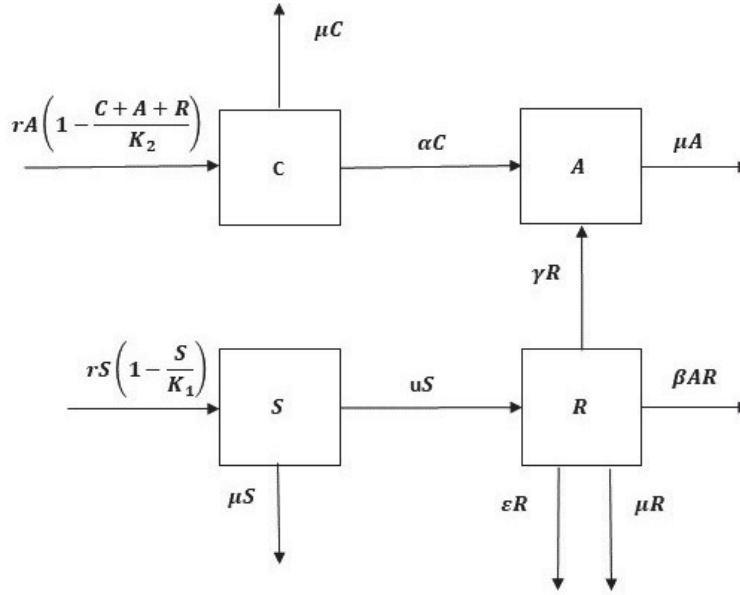 μC
rA(1 − (C + A + R)/K₂)
C
αC
A
μA
γR
rS(1 − S/K₁)
S
uS
R
βAR
μS
εR
μR